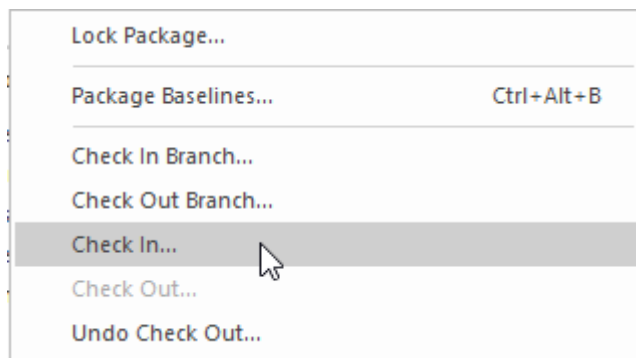 Lock Package...
Package Baselines... Ctrl+Alt+B
Check In Branch...
Check Out Branch...
Check In...
Check Out...
Undo Check Out...